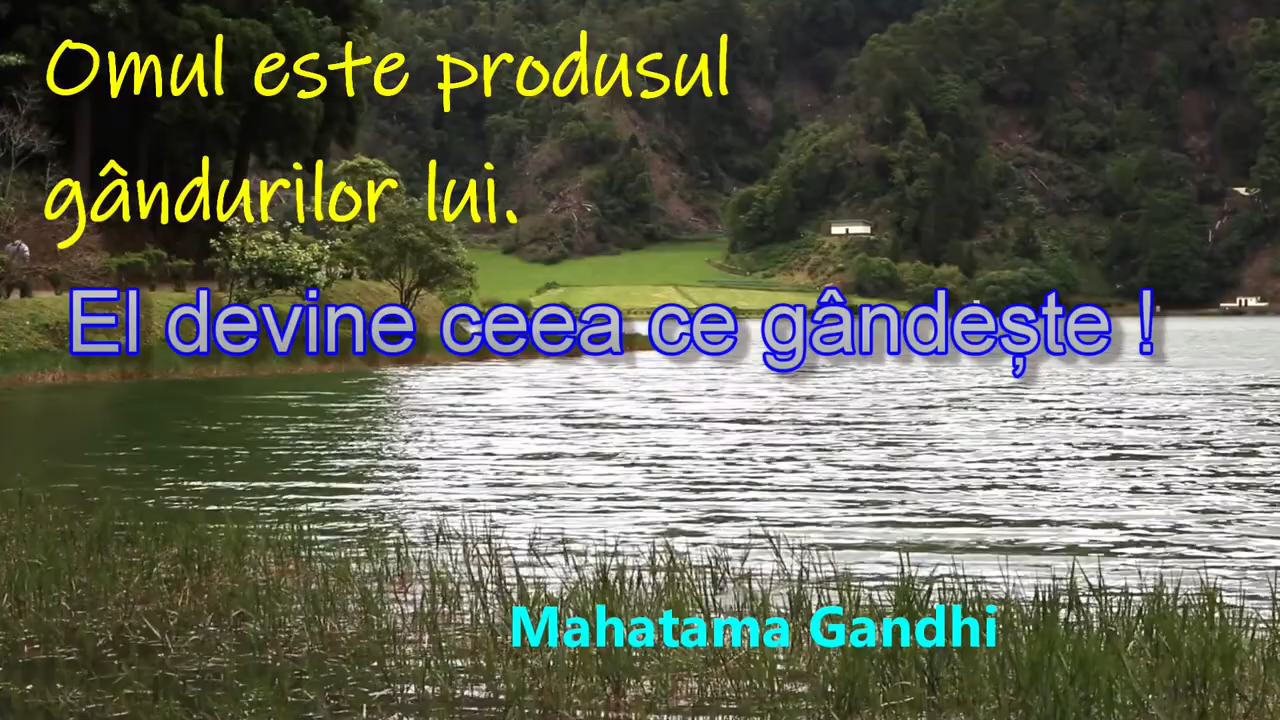 Omul este produsul
gândurilor lui.
El devine ceea ce gândește !
Mahatama Gandhi